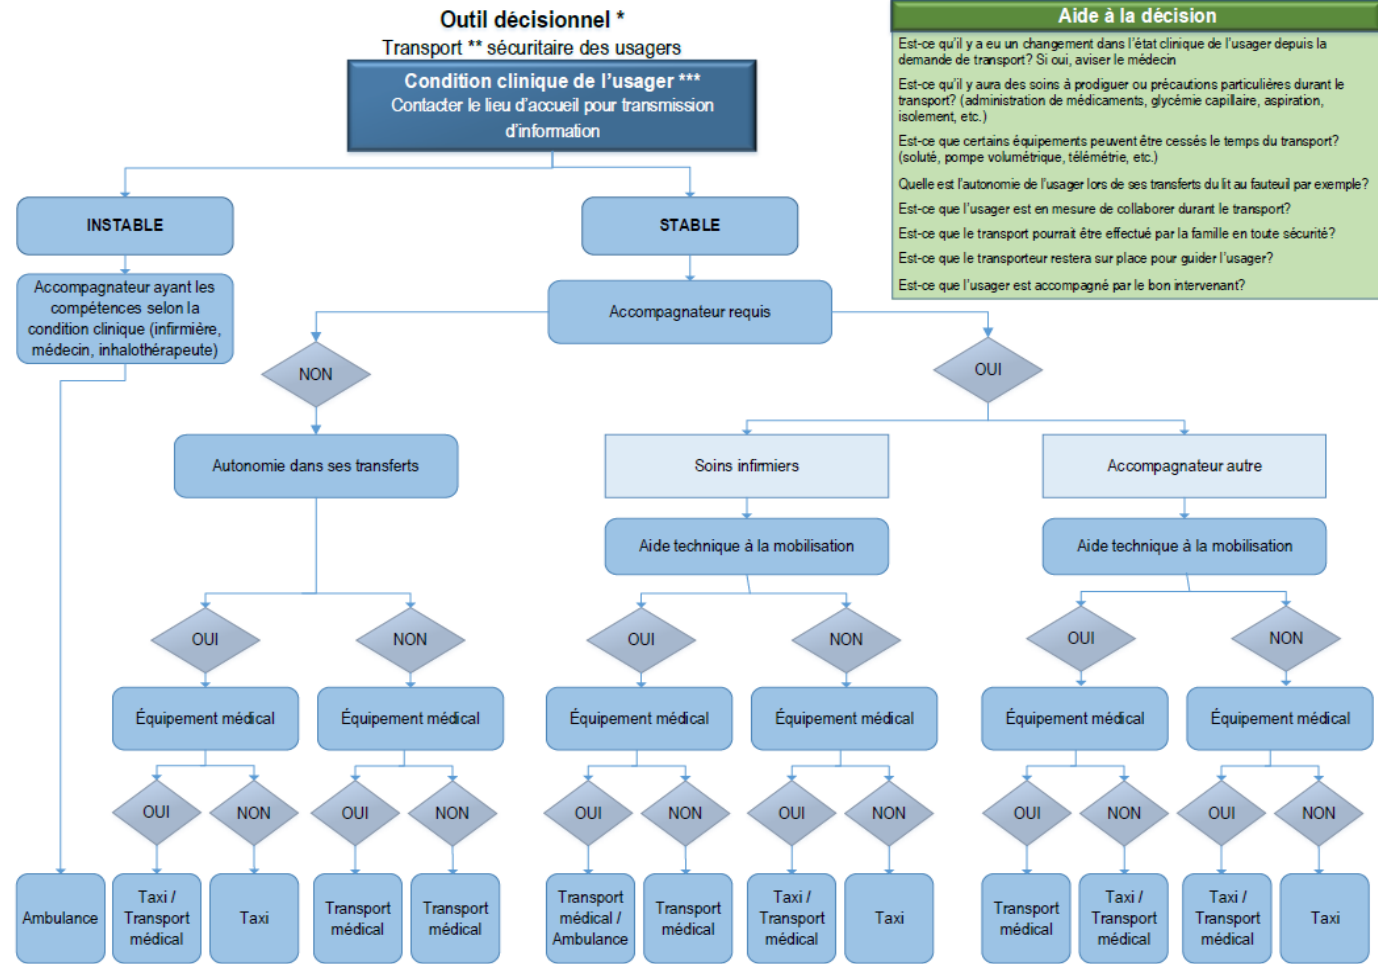 Outil décisionnel *
Transport ** sécuritaire des usagers
Condition clinique de l'usager ***
Contacter le lieu d'accueil pour transmission
d'information
Aide à la décision
Est-ce qu'il y a eu un changement dans l'état clinique de l'usager depuis la
demande de transport? Si oui, aviser le médecin
Est-ce qu'il y aura des soins à prodiguer ou précautions particulières durant le
transport? (administration de médicaments, glycémie capillaire, aspiration,
isolement, etc.)
Est-ce que certains équipements peuvent être cessés le temps du transport?
(soluté, pompe volumétrique, télémétrie, etc.)
Quelle est l'autonomie de l'usager lors de ses transferts du lit au fauteuil par exemple?
Est-ce que l'usager est en mesure de collaborer durant le transport?
Est-ce que le transport pourrait être effectué par la famille en toute sécurité?
Est-ce que le transporteur restera sur place pour guider l'usager?
Est-ce que l'usager est accompagné par le bon intervenant?
INSTABLE
STABLE
Accompagnateur ayant les
compétences selon la
condition clinique (infirmière,
médecin, inhalothérapeute)
Accompagnateur requis
NON
OUI
Autonomie dans ses transferts
Soins infirmiers
Accompagnateur autre
Aide technique à la mobilisation
Aide technique à la mobilisation
OUI
NON
OUI
NON
OUI
NON
Équipement médical
Équipement médical
Équipement médical
Équipement médical
Équipement médical
Équipement médical
OUI
NON
OUI
NON
OUI
NON
OUI
NON
OUI
NON
OUI
NON
Ambulance
Taxi /
Transport
médical
Taxi
Transport
médical
Transport
médical
Transport
médical /
Ambulance
Transport
médical
Taxi /
Transport
médical
Taxi
Transport
médical
Taxi /
Transport
médical
Taxi /
Transport
médical
Taxi